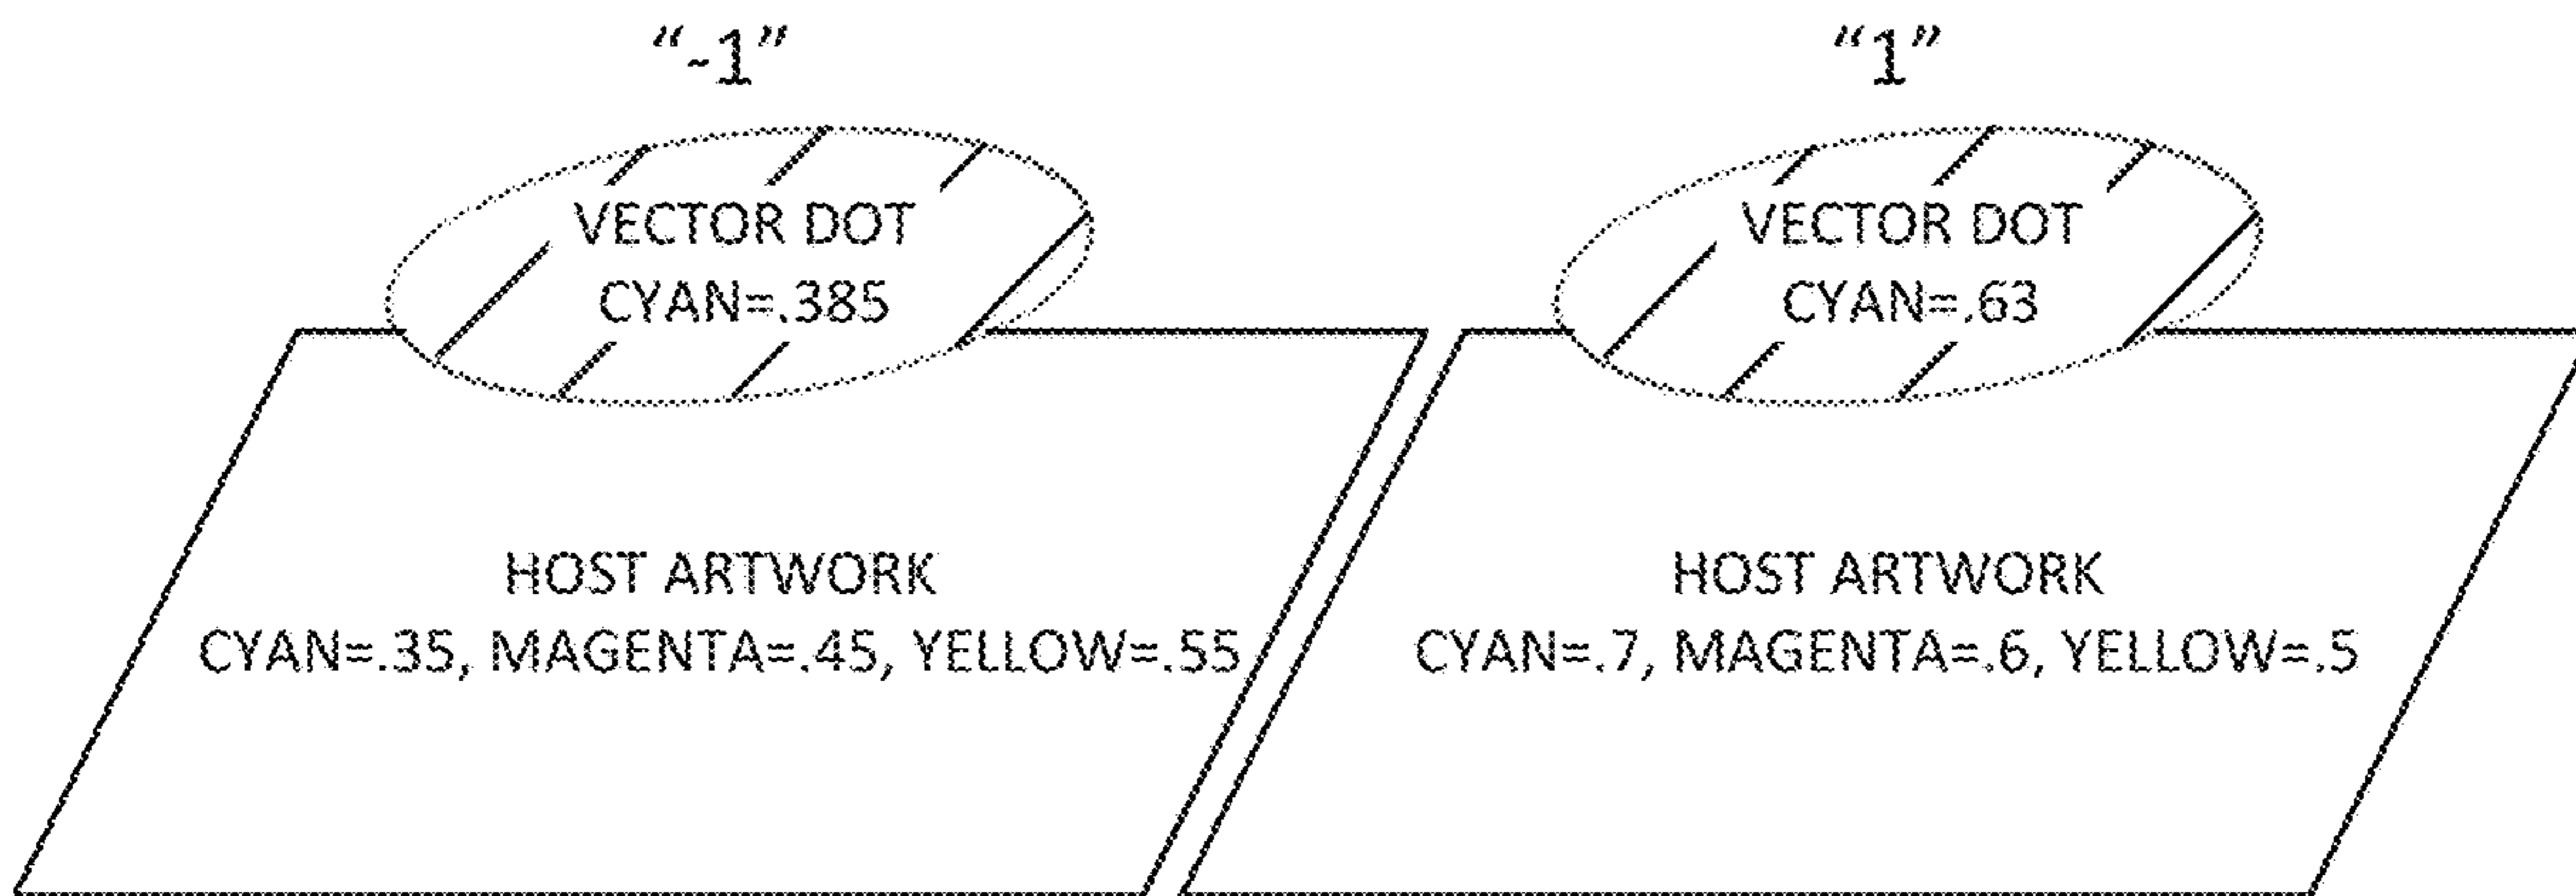 “-1”
VECTOR DOT
CYAN=.385
HOST ARTWORK
CYAN=.35, MAGENTA=.45, YELLOW=.55
“1”
VECTOR DOT
CYAN=.63
HOST ARTWORK
CYAN=.7, MAGENTA=.6, YELLOW=.5